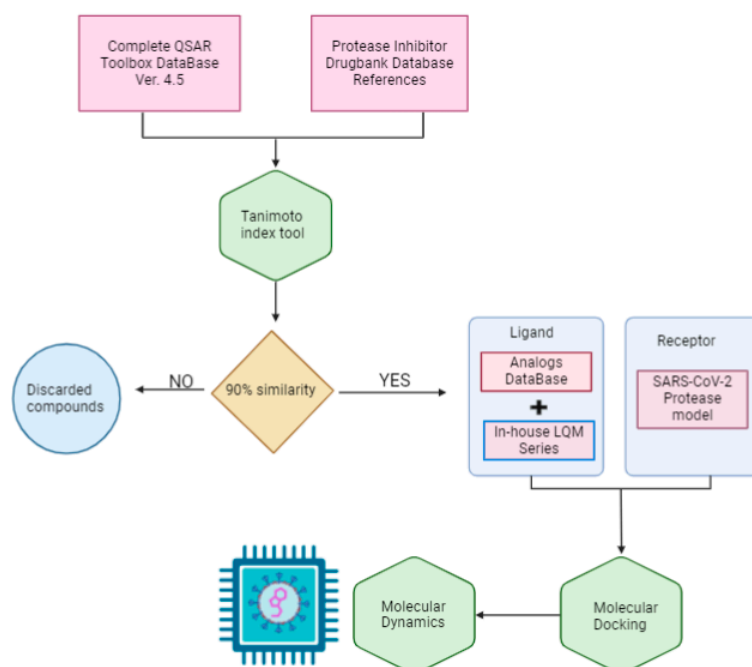 Complete QSAR
Toolbox DataBase
Ver. 4.5
Protease Inhibitor
Drugbank Database
References
Tanimoto
index tool
90% similarity
NO
YES
Discarded
compounds
Ligand
Analogs
DataBase
+
In-house LQM
Series
Receptor
SARS-CoV-2
Protease
model
Molecular
Dynamics
Molecular
Docking